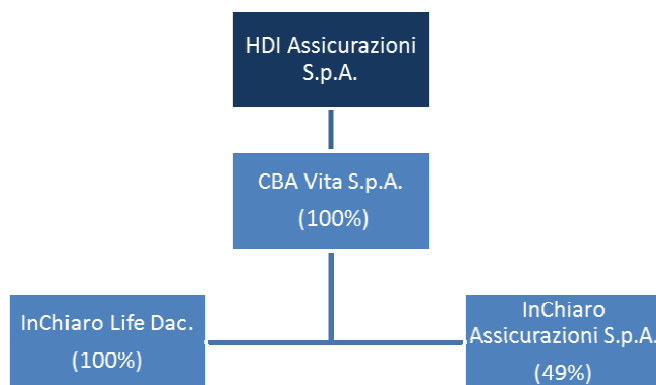 HDI Assicurazioni
S.p.A.
CBA Vita S.p.A.
(100%)
InChiaro Life Dac.
(100%)
InChiaro
Assicurazioni S.p.A.
(49%)